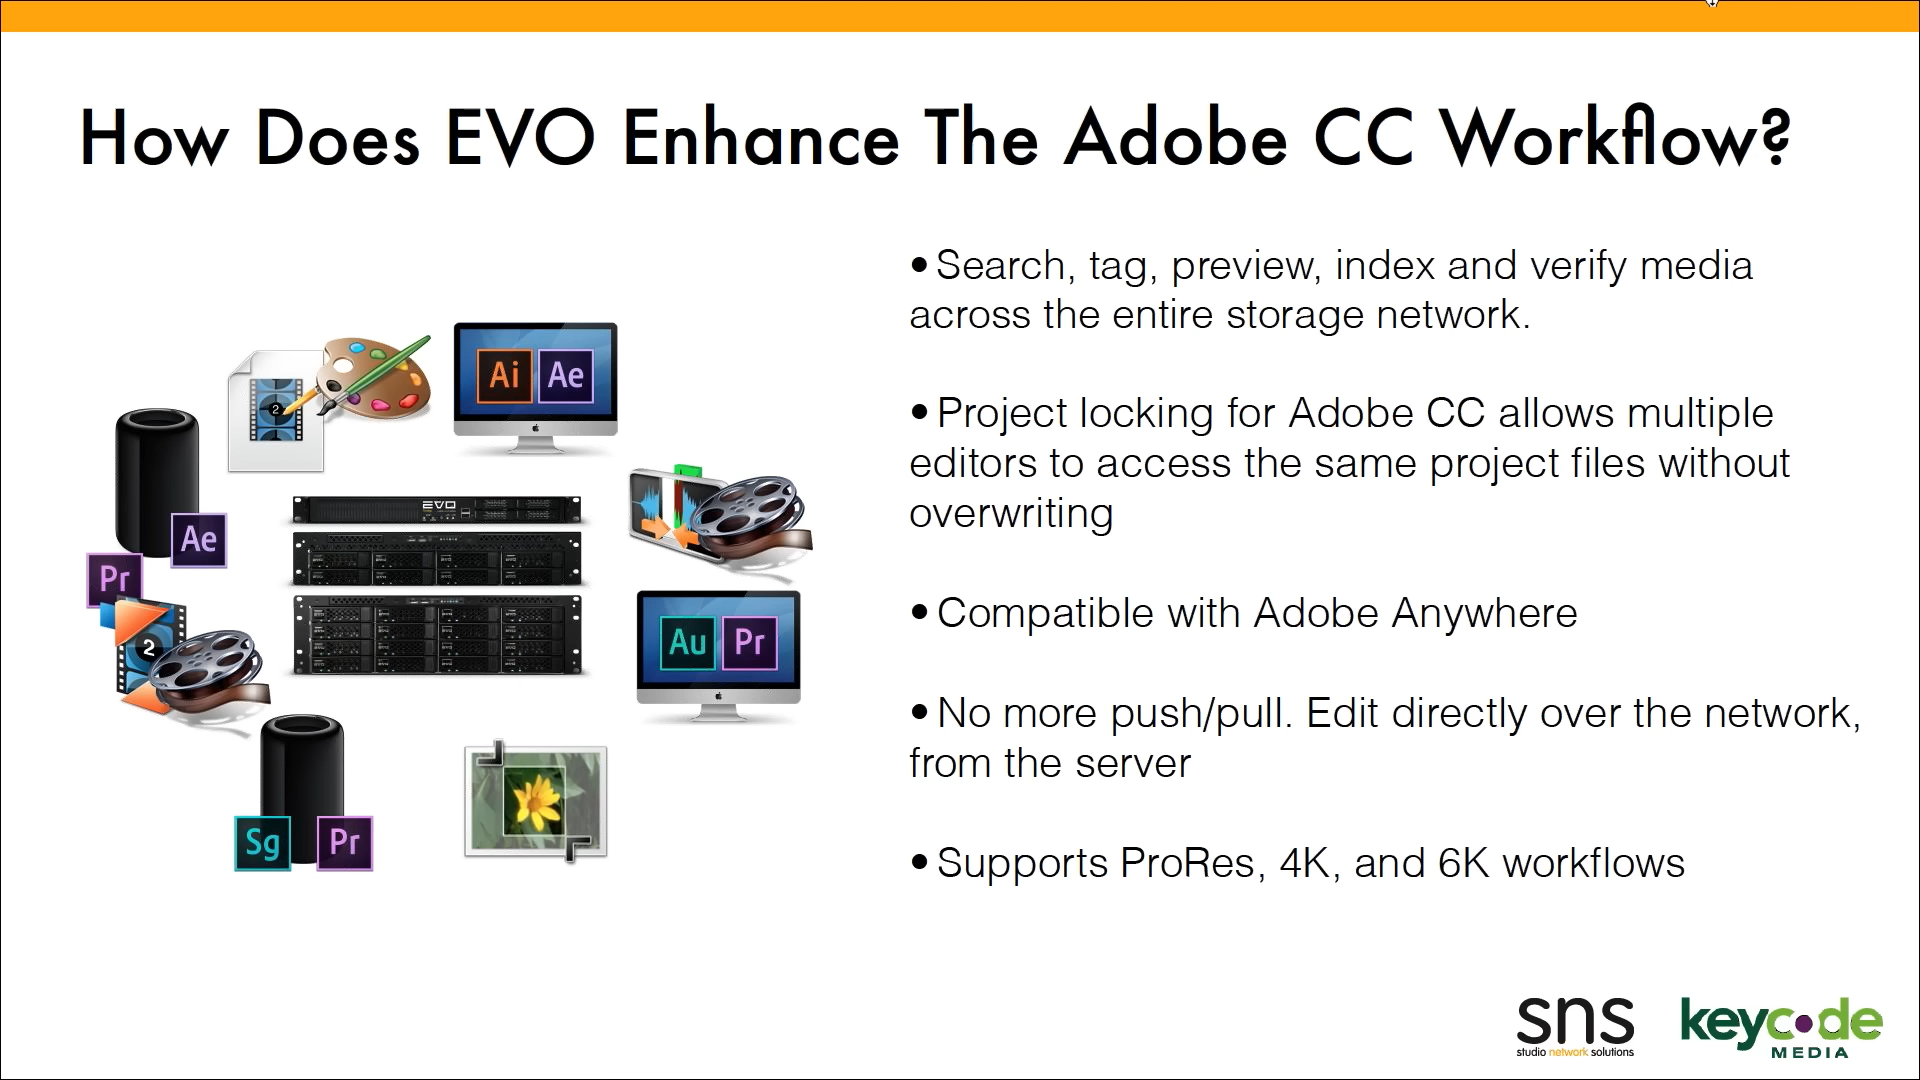 How Does EVO Enhance The Adobe CC Workflow?
• Search, tag, preview, index and verify media
across the entire storage network.
• Project locking for Adobe CC allows multiple
editors to access the same project files without
overwriting
• Compatible with Adobe Anywhere
• No more push/pull. Edit directly over the network,
from the server
• Supports ProRes, 4K, and 6K workflows
2
Ai Ae
EVO
Ae
Pr
2
Au Pr
Sg Pr
sns
studio network solutions
keycode
MEDIA